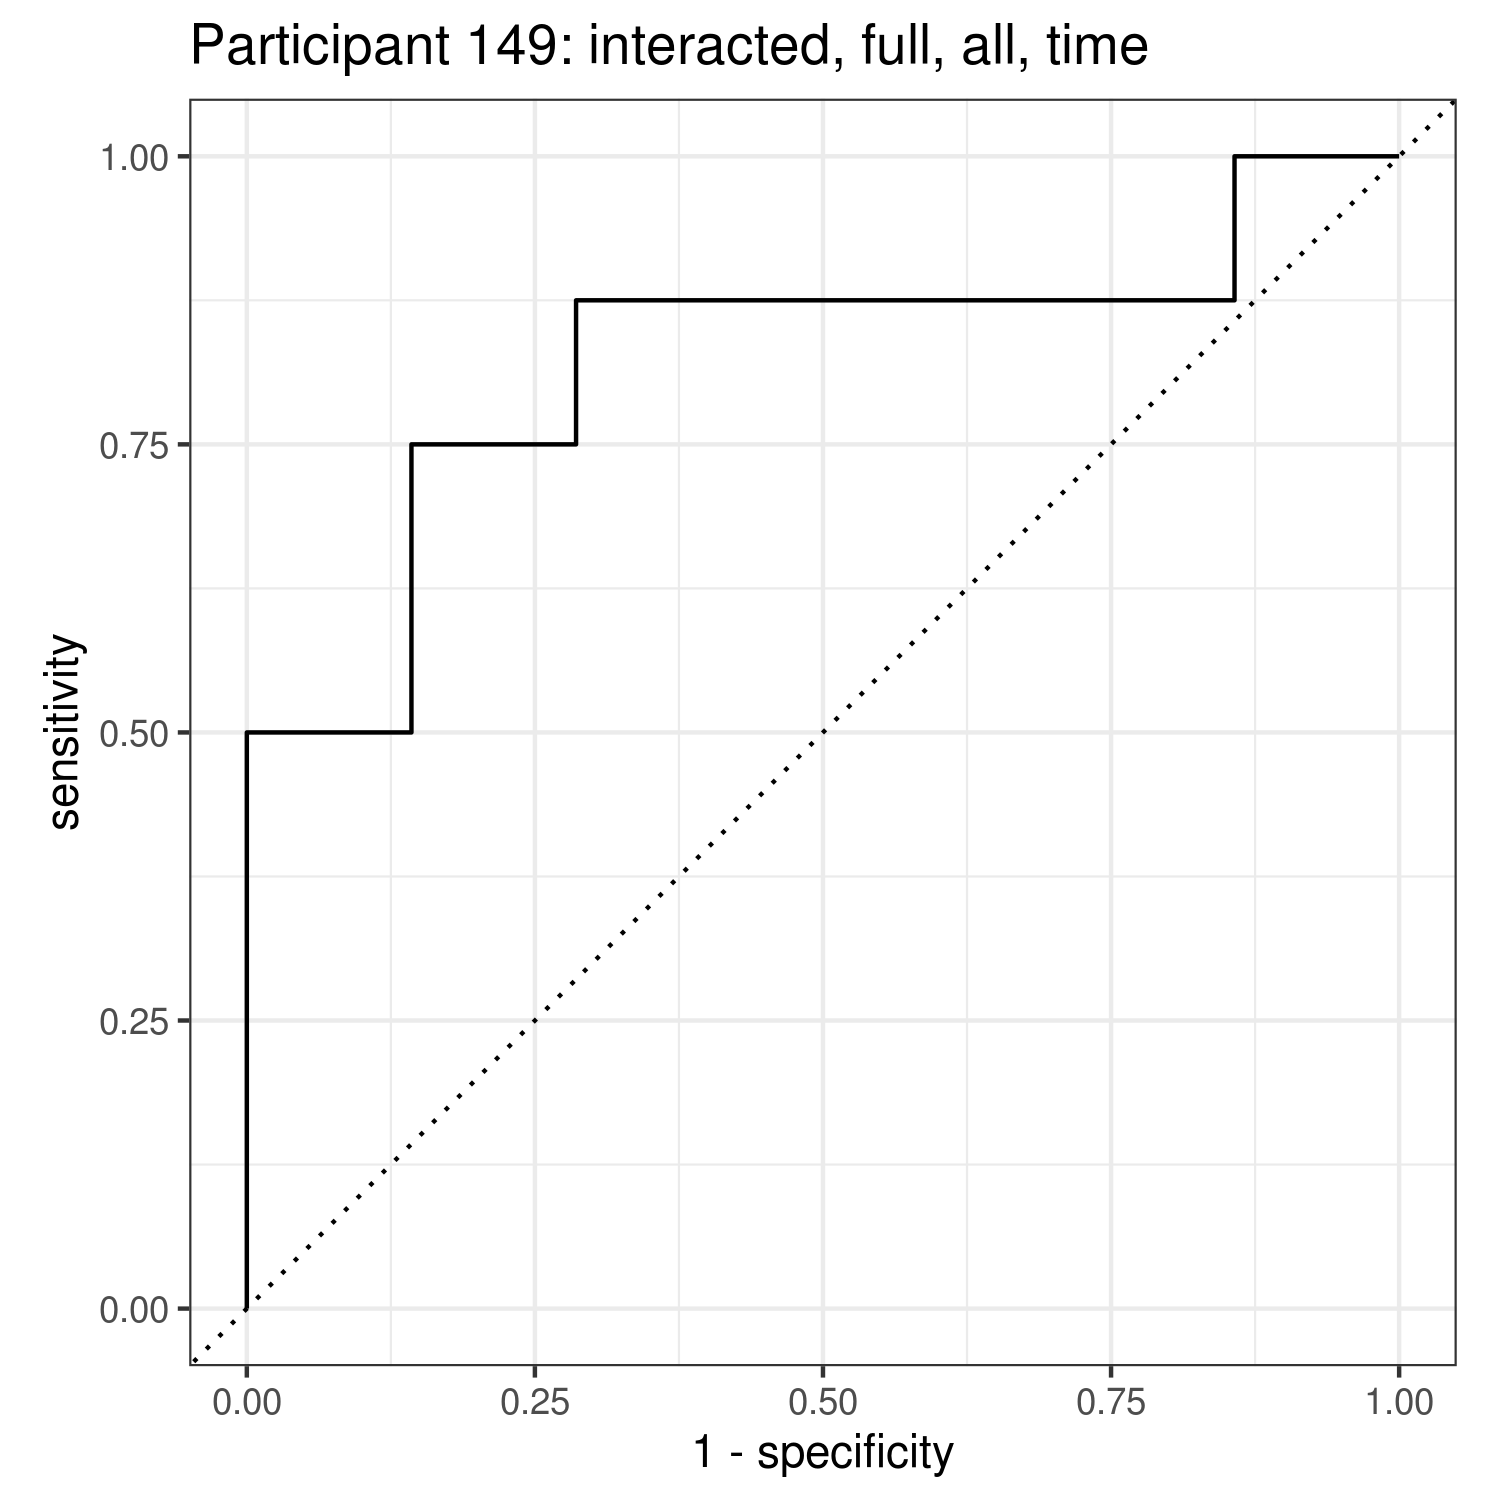 Participant 149: interacted, full, all, time
1.00
0.75
0.50
0.25
0.00
sensitivity
0.00 0.25 0.50 0.75 1.00
1 - specificity